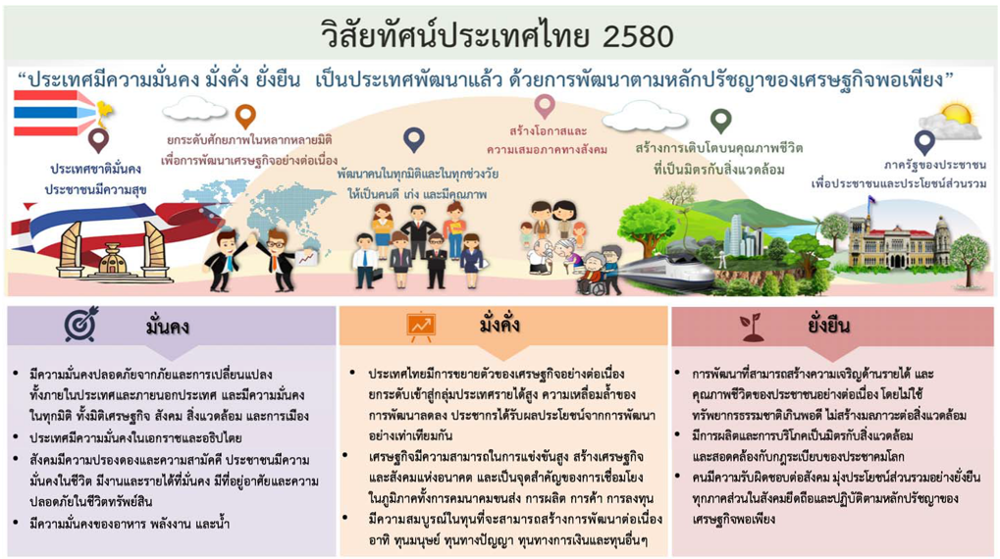 วิสัยทัศน์ประเทศไทย 2580
“ประเทศมีความมั่นคง มั่งคั่ง ยั่งยืน เป็นประเทศพัฒนาแล้ว ด้วยการพัฒนาตามหลักปรัชญาของเศรษฐกิจพอเพียง”
ประเทศชาติมั่นคง
ประชาชนมีความสุข
ยกระดับศักยภาพในหลากหลายมิติ
เพื่อการพัฒนาเศรษฐกิจอย่างต่อเนื่อง
พัฒนาคนในทุกมิติและในทุกช่วงวัย
ให้เป็นคนดี เก่ง และมีคุณภาพ
สร้างโอกาสและ
ความเสมอภาคทางสังคม
สร้างการเติบโตบนคุณภาพชีวิต
ที่เป็นมิตรกับสิ่งแวดล้อม
ภาครัฐของประชาชน
เพื่อประชาชนและประโยชน์ส่วนรวม
มั่นคง
• มีความมั่นคงปลอดภัยจากภัยและการเปลี่ยนแปลง
ทั้งภายในประเทศและภายนอกประเทศ และมีความมั่นคง
ในทุกมิติ ทั้งมิติเศรษฐกิจ สังคม สิ่งแวดล้อม และการเมือง
• ประเทศมีความมั่นคงในเอกราชและอธิปไตย
• สังคมมีความปรองดองและความสามัคคี ประชาชนมีความ
มั่นคงในชีวิต มีงานและรายได้ที่มั่นคง มีที่อยู่อาศัยและความ
ปลอดภัยในชีวิตทรัพย์สิน
• มีความมั่นคงของอาหาร พลังงาน และน้ำ
มั่งคั่ง
• ประเทศไทยมีการขยายตัวของเศรษฐกิจอย่างต่อเนื่อง
ยกระดับเข้าสู่กลุ่มประเทศรายได้สูง ความเหลื่อมล้ำของ
การพัฒนาลดลง ประชากรได้รับผลประโยชน์จากการพัฒนา
อย่างเท่าเทียมกัน
• เศรษฐกิจมีความสามารถในการแข่งขันสูง สร้างเศรษฐกิจ
และสังคมแห่งอนาคต และเป็นจุดสำคัญของการเชื่อมโยง
ในภูมิภาคทั้งการคมนาคมขนส่ง การผลิต การค้า การลงทุน
• มีความสมบูรณ์ในทุนที่จะสามารถสร้างการพัฒนาต่อเนื่อง
อาทิ ทุนมนุษย์ ทุนทางปัญญา ทุนทางการเงินและทุนอื่นๆ
ยั่งยืน
• การพัฒนาที่สามารถสร้างความเจริญด้านรายได้ และ
คุณภาพชีวิตของประชาชนอย่างต่อเนื่อง โดยไม่ใช้
ทรัพยากรธรรมชาติเกินพอดี ไม่สร้างมลภาวะต่อสิ่งแวดล้อม
• มีการผลิตและการบริโภคเป็นมิตรกับสิ่งแวดล้อม
และสอดคล้องกับกฎระเบียบของประชาคมโลก
• คนมีความรับผิดชอบต่อสังคม มุ่งประโยชน์ส่วนรวมอย่างยั่งยืน
ทุกภาคส่วนในสังคมยึดถือและปฏิบัติตามหลักปรัชญาของ
เศรษฐกิจพอเพียง